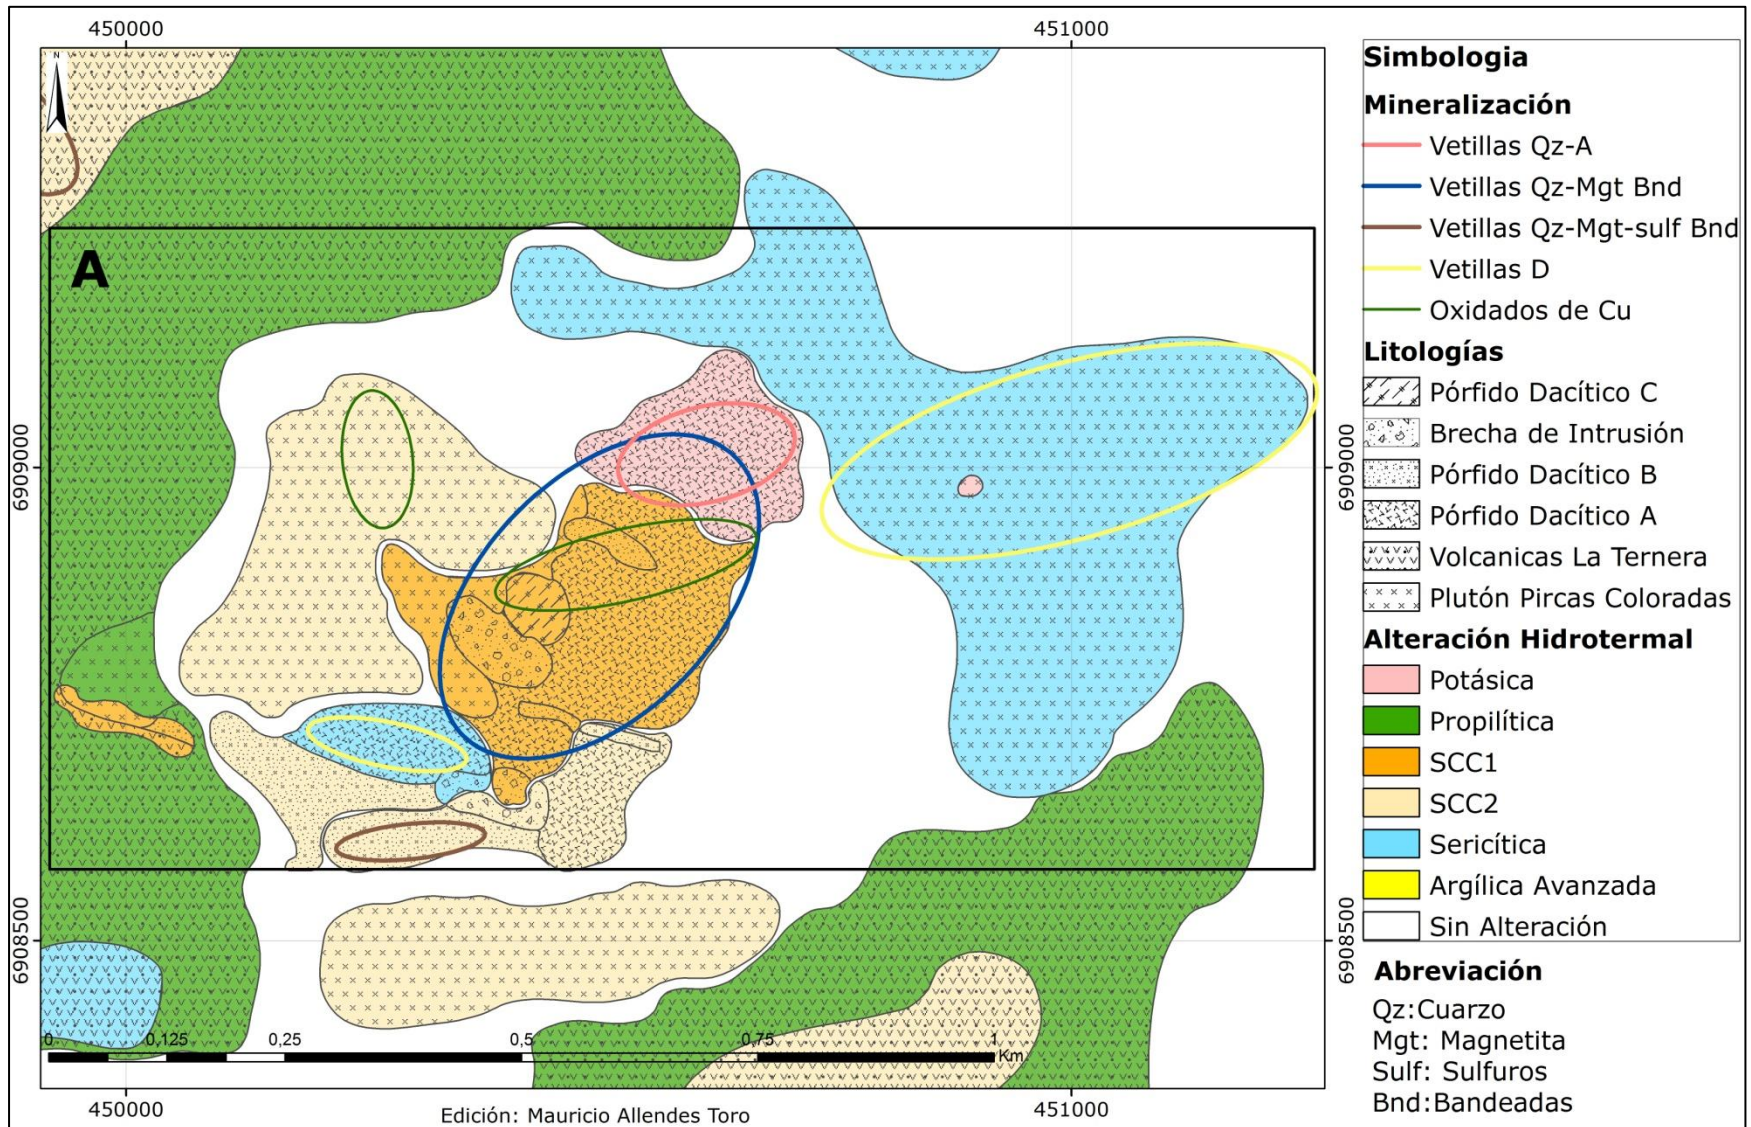 450000
451000
N
A
6909000
6909000
6908500
6908500
0
0,125
0,25
0,5
0,75
1
Km
450000
451000
Edición: Mauricio Allendes Toro
Simbologia
Mineralización
Vetillas Qz-A
Vetillas Qz-Mgt Bnd
Vetillas Qz-Mgt-sulf Bnd
Vetillas D
Oxidados de Cu
Litologías
Pórfido Dacítico C
Brecha de Intrusión
Pórfido Dacítico B
Pórfido Dacítico A
Volcanicas La Ternera
Plutón Pircas Coloradas
Alteración Hidrotermal
Potásica
Propilítica
SCC1
SCC2
Sericítica
Argílica Avanzada
Sin Alteración
Abreviación
Qz:Cuarzo
Mgt: Magnetita
Sulf: Sulfuros
Bnd:Bandeadas